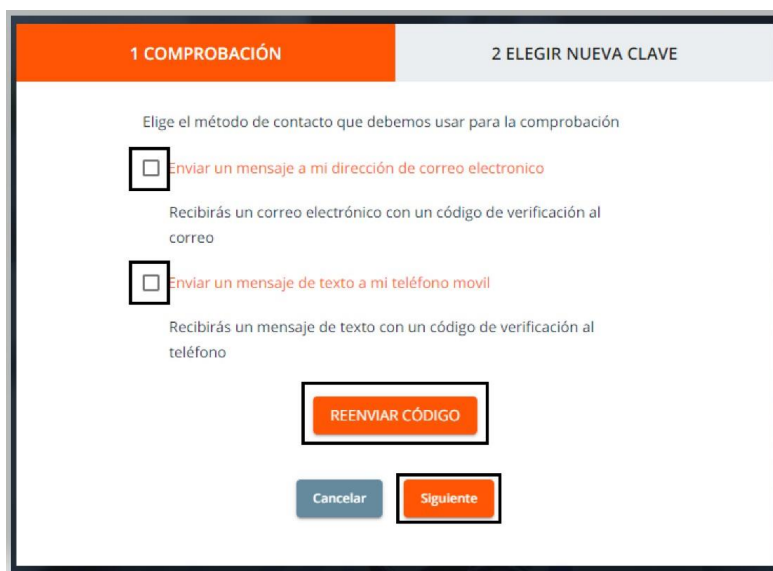 1 COMPROBACIÓN
2 ELEGIR NUEVA CLAVE
Elige el método de contacto que debemos usar para la comprobación
Enviar un mensaje a mi dirección de correo electronico
Recibirás un correo electrónico con un código de verificación al
correo
Enviar un mensaje de texto a mi teléfono movil
Recibirás un mensaje de texto con un código de verificación al
teléfono
REENVIAR CÓDIGO
Cancelar
Siguiente